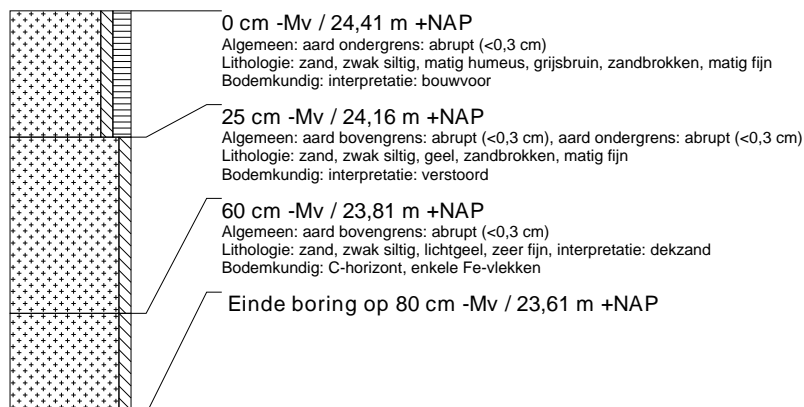 0 cm -Mv / 24,41 m +NAP
Algemeen: aard ondergrens: abrupt (<0,3 cm)
Lithologie: zand, zwak siltig, matig humeus, grijsbruin, zandbrokken, matig fijn
Bodemkundig: interpretatie: bouwvoor
25 cm -Mv / 24,16 m +NAP
Algemeen: aard bovengrens: abrupt (<0,3 cm), aard ondergrens: abrupt (<0,3 cm)
Lithologie: zand, zwak siltig, geel, zandbrokken, matig fijn
Bodemkundig: interpretatie: verstoord
60 cm -Mv / 23,81 m +NAP
Algemeen: aard bovengrens: abrupt (<0,3 cm)
Lithologie: zand, zwak siltig, lichtgeel, zeer fijn, interpretatie: dekzand
Bodemkundig: C-horizont, enkele Fe-vlekken
Einde boring op 80 cm -Mv / 23,61 m +NAP